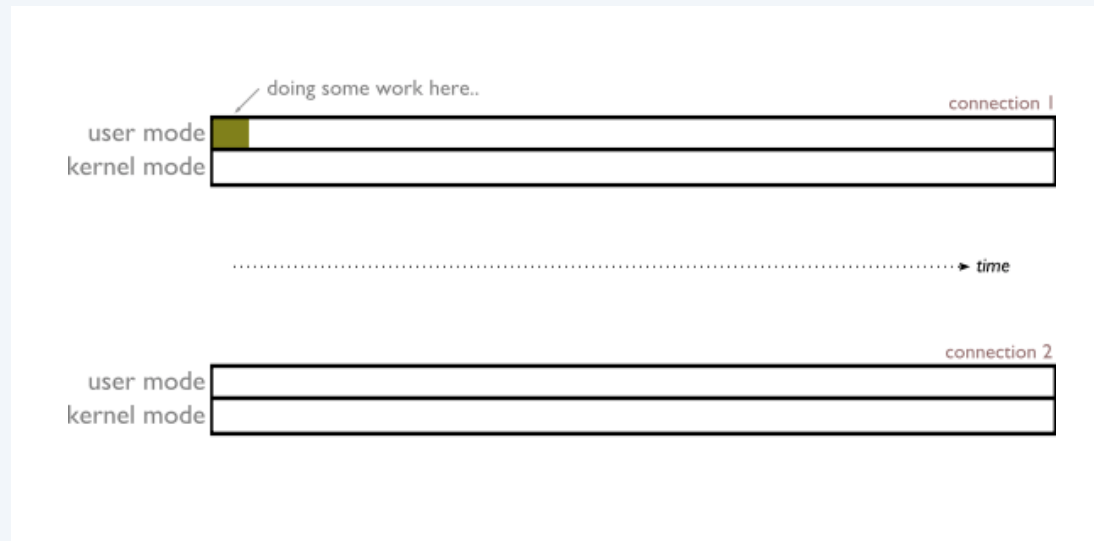 doing some work here..
connection 1
user mode
kernel mode
time
connection 2
user mode
kernel mode